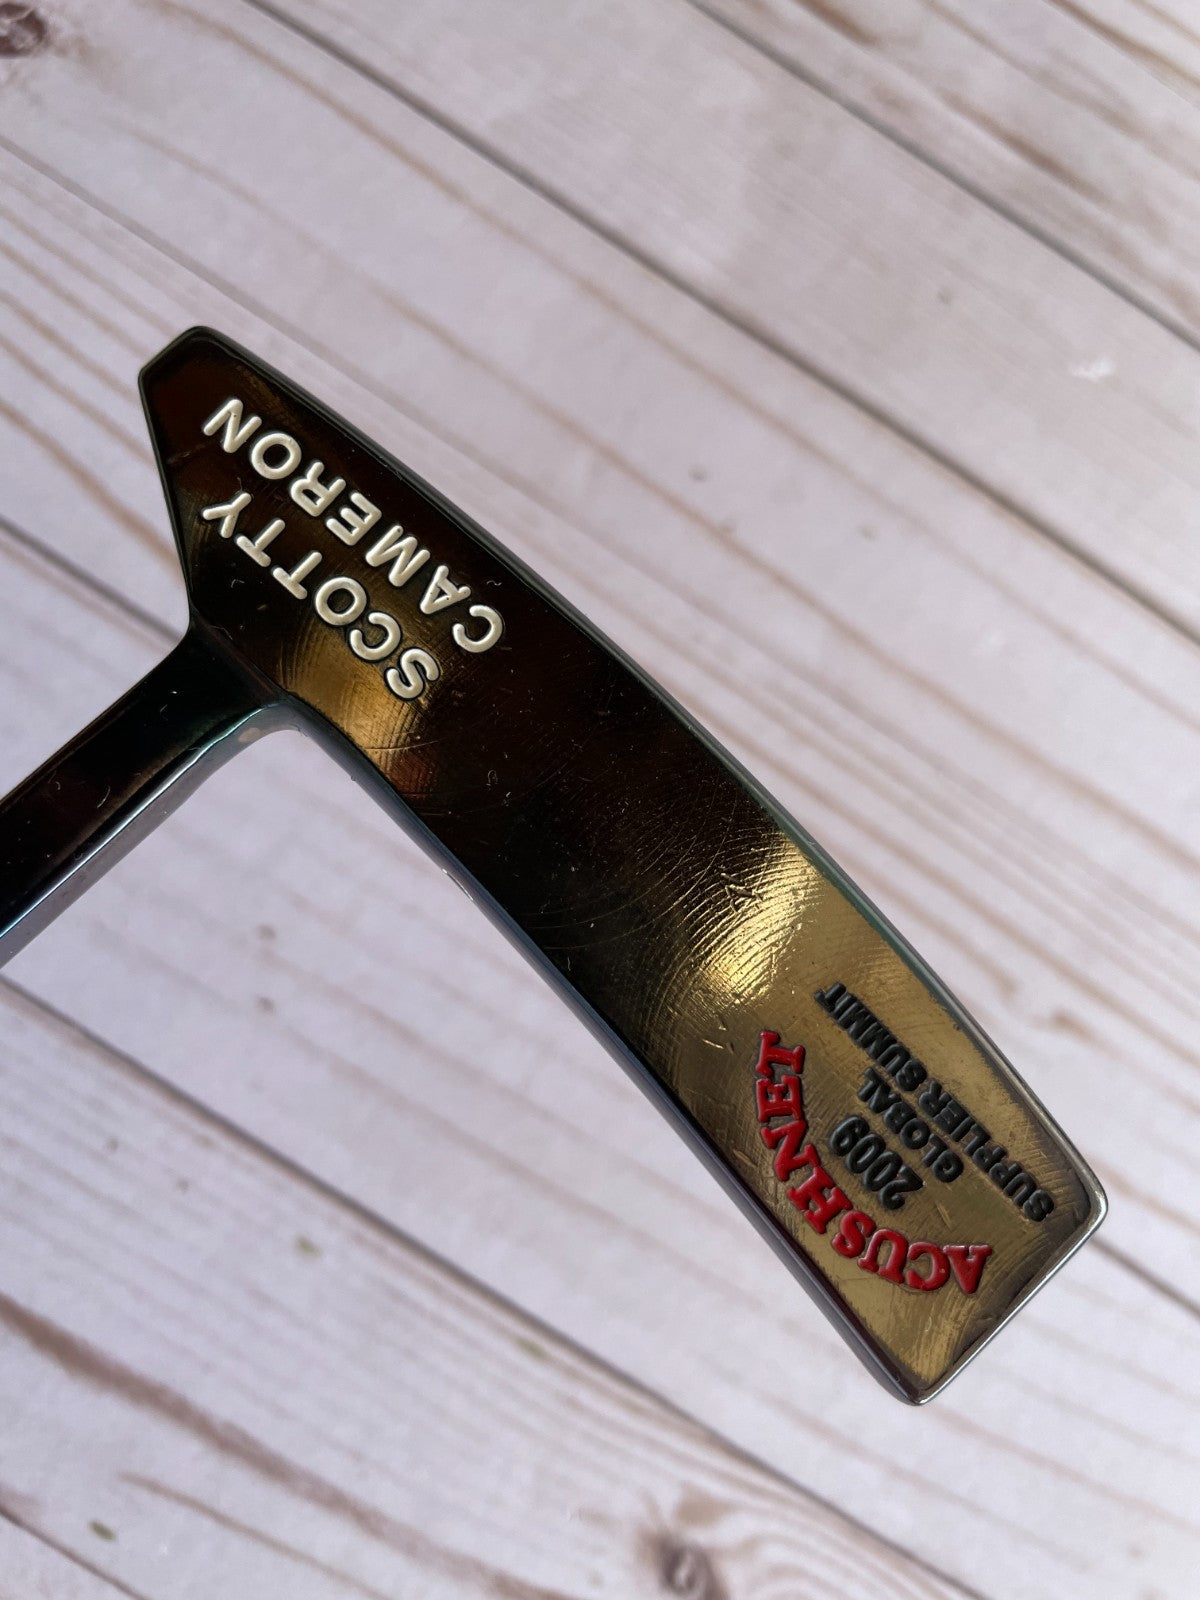 SCOTTY
CAMERON
ACUSHNET
2009
GLOBAL
SUPPLIER SUMMIT